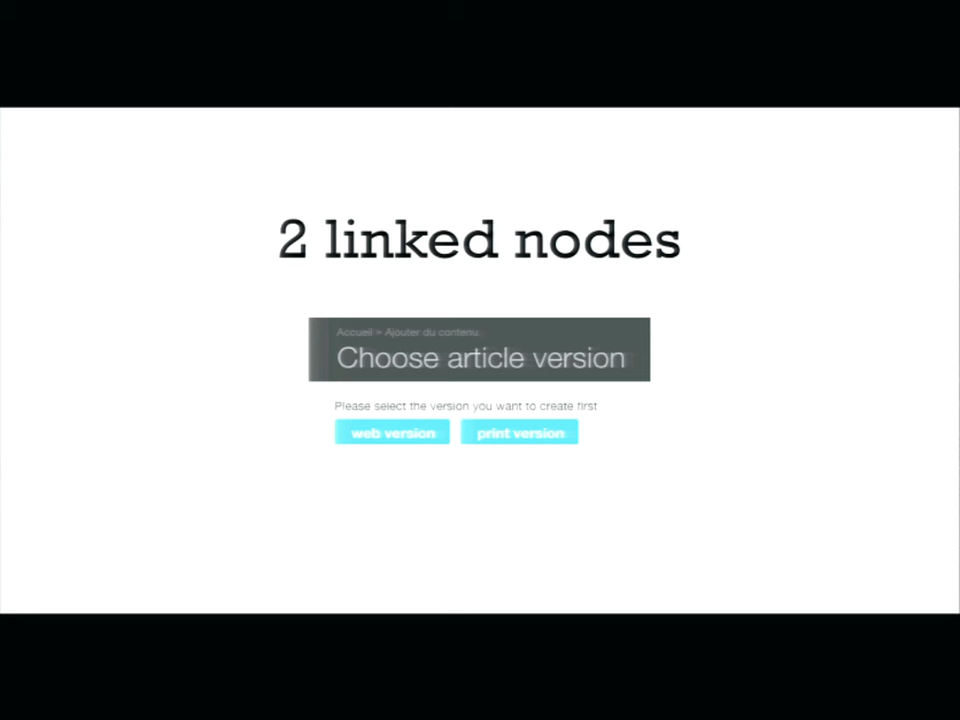 2 linked nodes
Accueil » Ajouter du contenu
Choose article version
Please select the version you want to create first
web version
print version